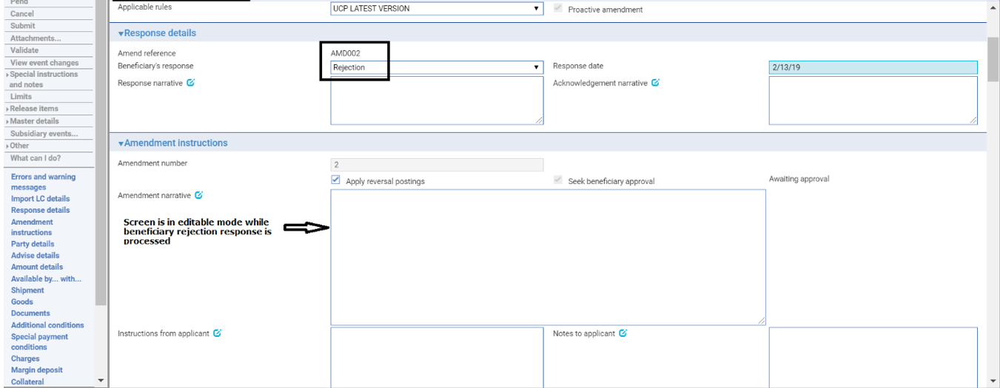 Pend
Cancel
Submit
Attachments...
Validate
View event changes
Special instructions
and notes
Limits
Release items
Master details
Subsidiary events...
Other
What can I do?
Errors and warning
messages
Import LC details
Response details
Amendment
instructions
Party details
Advise details
Amount details
Available by... with...
Shipment
Goods
Documents
Additional conditions
Special payment
conditions
Charges
Margin deposit
Collateral
Applicable rules UCP LATEST VERSION Proactive amendment
Response details
Amend reference AMD002
Beneficiary's response Rejection Response date 2/13/19
Response narrative Acknowledgement narrative
Amendment instructions
Amendment number 2
Apply reversal postings Seek beneficiary approval Awaiting approval
Amendment narrative
Screen is in editable mode while
beneficiary rejection response is
processed
Instructions from applicant Notes to applicant